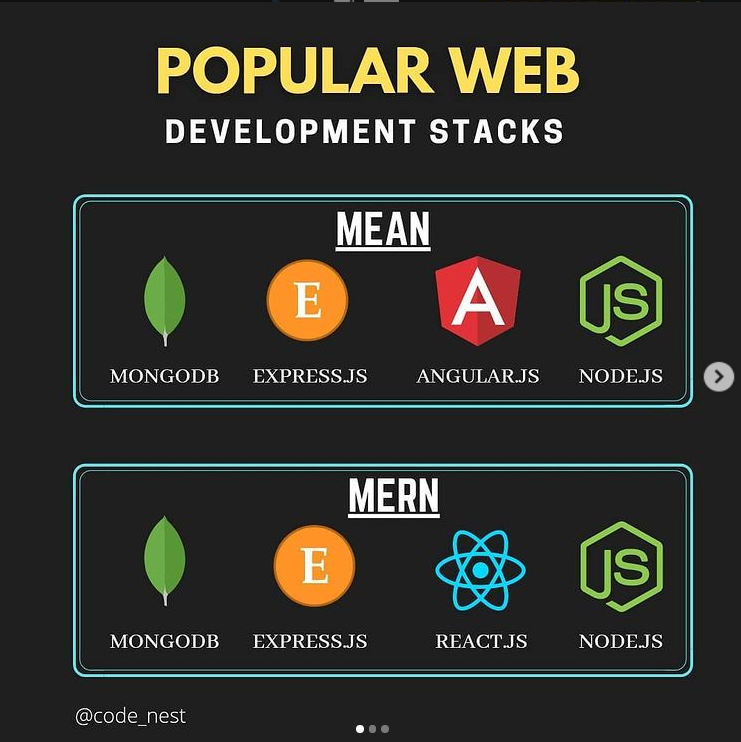 POPULAR WEB
DEVELOPMENT STACKS
MEAN
E
A
JS
MONGODB EXPRESS.JS ANGULAR.JS NODE.JS
MERN
E
JS
MONGODB EXPRESS.JS REACT.JS NODE.JS
@code_nest